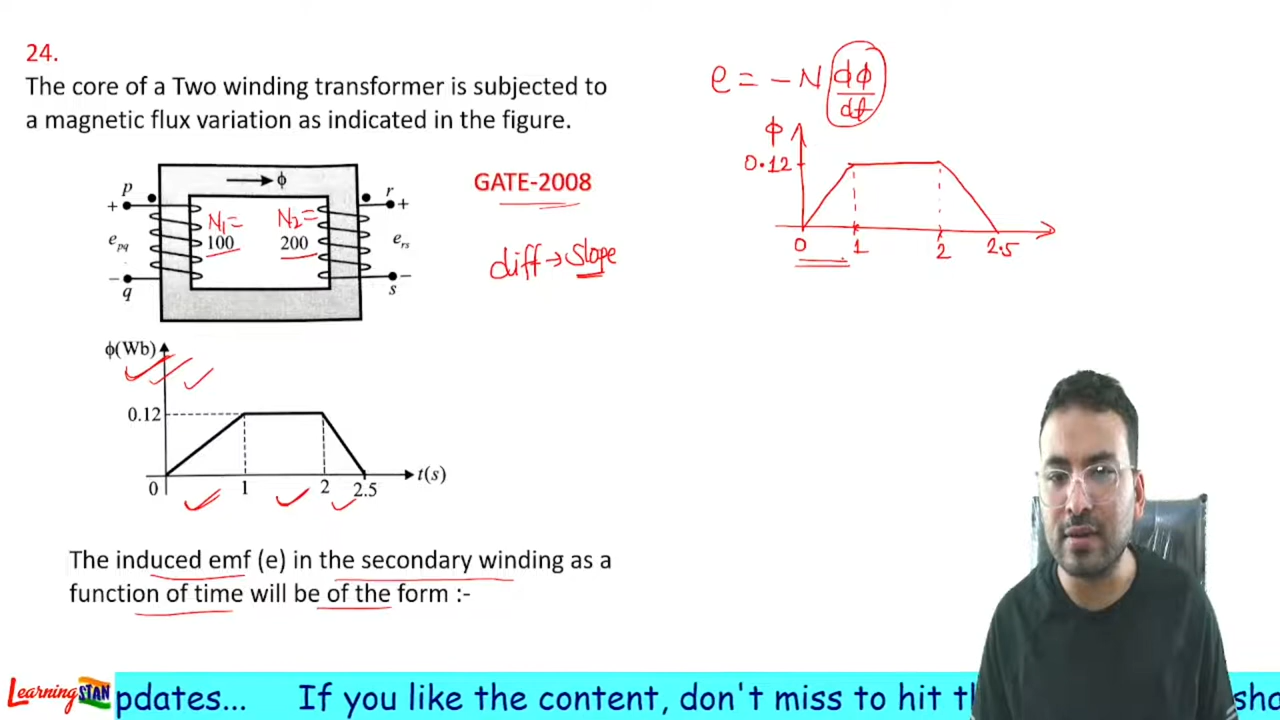 24.
The core of a Two winding transformer is subjected to
a magnetic flux variation as indicated in the figure.
p
+
e_pq
−
q
ϕ
N₁=
100
N₂=
200
r
+
e_rs
−
s
GATE-2008
diff→Slope
ϕ(Wb)
0.12
0 1 2 2.5 t(s)
The induced emf (e) in the secondary winding as a
function of time will be of the form :-
e = −N dϕ/dt
ϕ
0.12
0 1 2 2.5
Learning STAN
pdates... If you like the content, don't miss to hit th